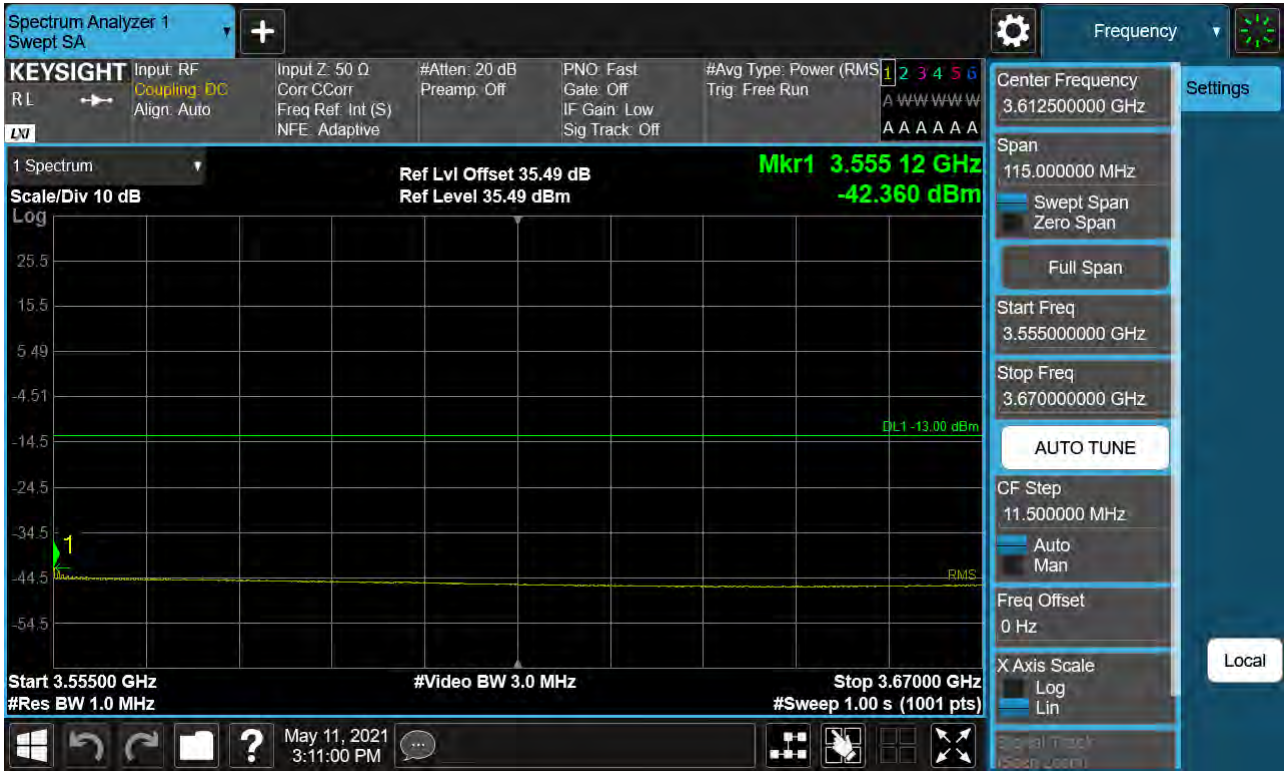 Spectrum Analyzer 1
Swept SA
+
Frequency
KEYSIGHT
RL
LXI
Input: RF
Coupling: DC
Align: Auto
Input Z: 50 Ω
Corr CCorr
Freq Ref: Int (S)
NFE: Adaptive
#Atten: 20 dB
Preamp: Off
PNO: Fast
Gate: Off
IF Gain: Low
Sig Track: Off
#Avg Type: Power (RMS
Trig: Free Run
1 2 3 4 5 6
A W W W W W
A A A A A A
1 Spectrum
Scale/Div 10 dB
Log
Ref Lvl Offset 35.49 dB
Ref Level 35.49 dBm
Mkr1 3.555 12 GHz
-42.360 dBm
25.5
15.5
5.49
-4.51
DL1 -13.00 dBm
-14.5
-24.5
-34.5
1
-44.5
RMS
-54.5
Start 3.55500 GHz
#Res BW 1.0 MHz
#Video BW 3.0 MHz
Stop 3.67000 GHz
#Sweep 1.00 s (1001 pts)
?
May 11, 2021
3:11:00 PM
Center Frequency
3.612500000 GHz
Settings
Span
115.000000 MHz
Swept Span
Zero Span
Full Span
Start Freq
3.555000000 GHz
Stop Freq
3.670000000 GHz
AUTO TUNE
CF Step
11.500000 MHz
Auto
Man
Freq Offset
0 Hz
X Axis Scale
Log
Lin
Local
Signal Track
(Span Zoom)